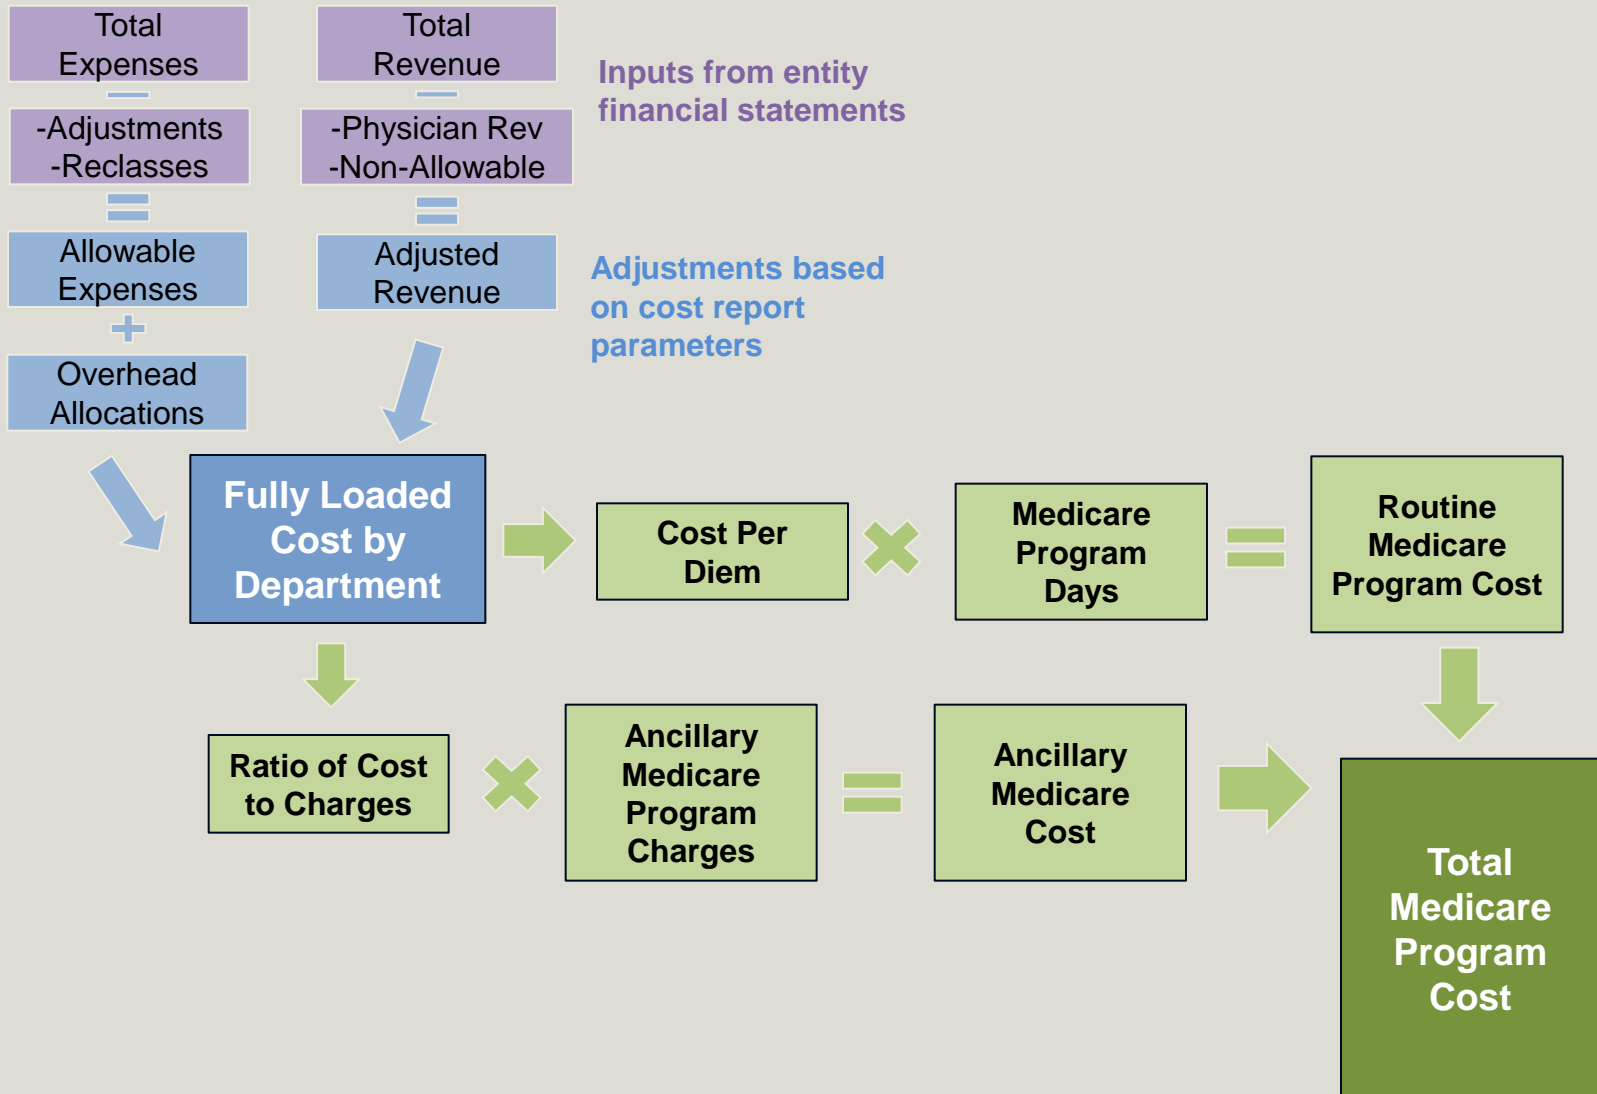 Total
Expenses
-Adjustments
-Reclasses
Allowable
Expenses
Overhead
Allocations
Total
Revenue
-Physician Rev
-Non-Allowable
Adjusted
Revenue
Inputs from entity
financial statements
Adjustments based
on cost report
parameters
Fully Loaded
Cost by
Department
Cost Per
Diem
Medicare
Program
Days
Routine
Medicare
Program Cost
Ratio of Cost
to Charges
Ancillary
Medicare
Program
Charges
Ancillary
Medicare
Cost
Total
Medicare
Program
Cost